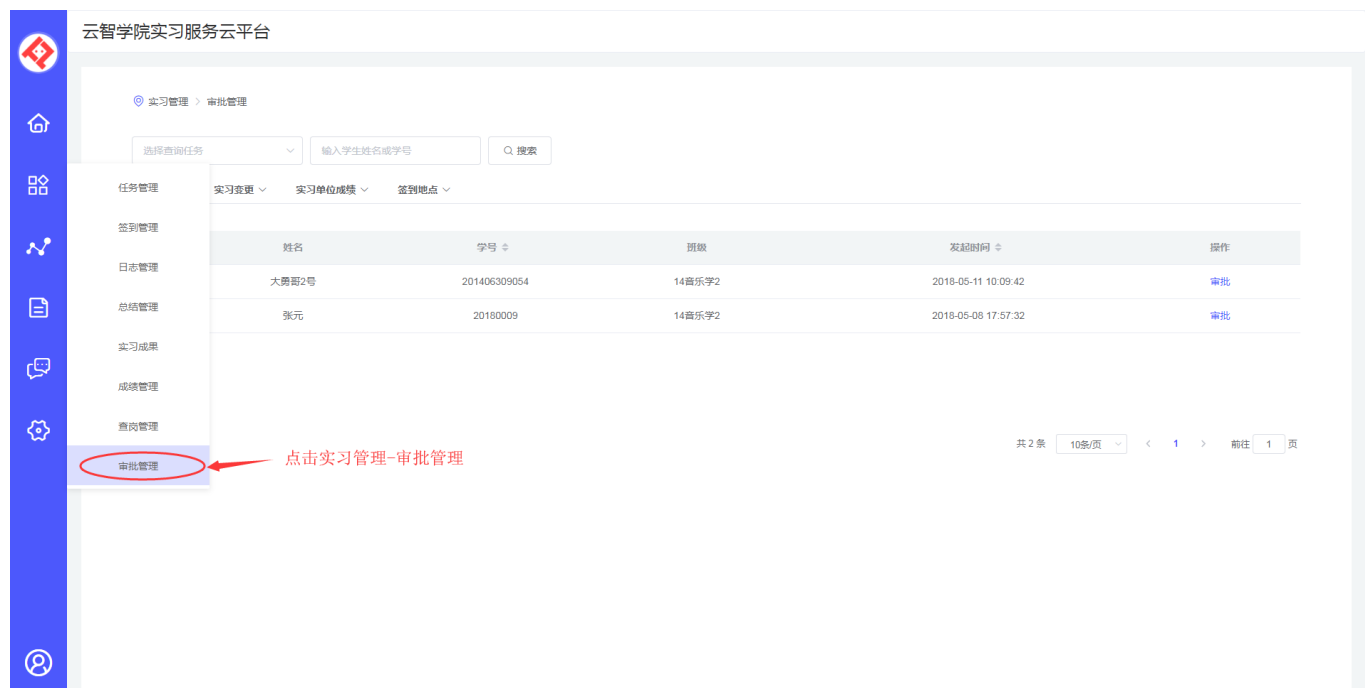 云智学院实习服务云平台
实习管理 > 审批管理
选择查询任务 输入学生姓名或学号 搜索
实习变更 实习单位成绩 签到地点
任务管理
签到管理
日志管理
总结管理
实习成果
成绩管理
查岗管理
审批管理
姓名 学号 班级 发起时间 操作
大勇哥2号 201406309054 14音乐学2 2018-05-11 10:09:42 审批
张元 20180009 14音乐学2 2018-05-08 17:57:32 审批
共 2 条 10条/页 < 1 > 前往 1 页
点击实习管理-审批管理